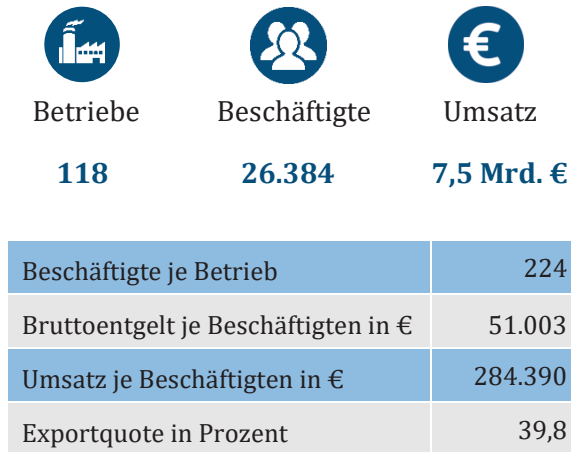 Betriebe Beschäftigte Umsatz
118 26.384 7,5 Mrd. €
Beschäftigte je Betrieb 224
Bruttoentgelt je Beschäftigten in € 51.003
Umsatz je Beschäftigten in € 284.390
Exportquote in Prozent 39,8